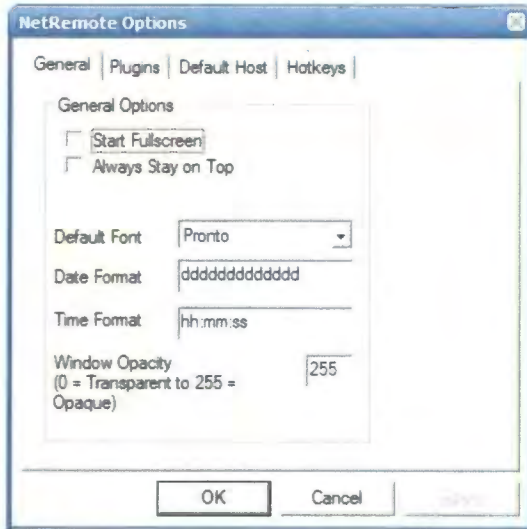 NetRemote Options
General Plugins Default Host Hotkeys
General Options
Start Fullscreen
Always Stay on Top
Default Font Pronto
Date Format ddddddddddddd
Time Format hh:mm:ss
Window Opacity 255
(0 = Transparent to 255 =
Opaque)
OK Cancel